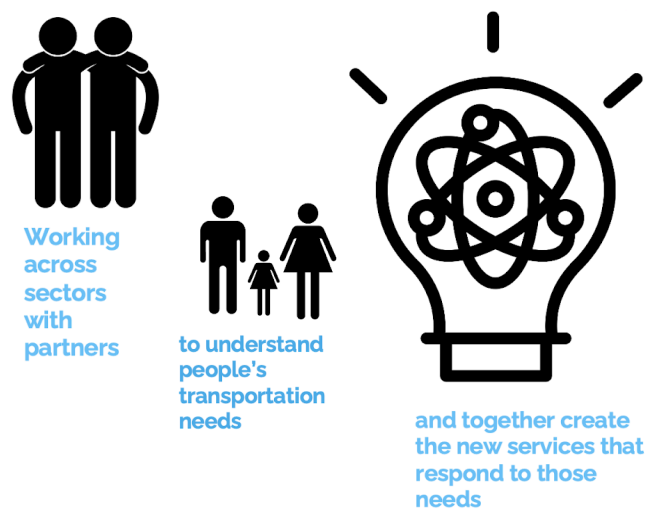 Working
across
sectors
with
partners
to understand
people's
transportation
needs
and together create
the new services that
respond to those
needs